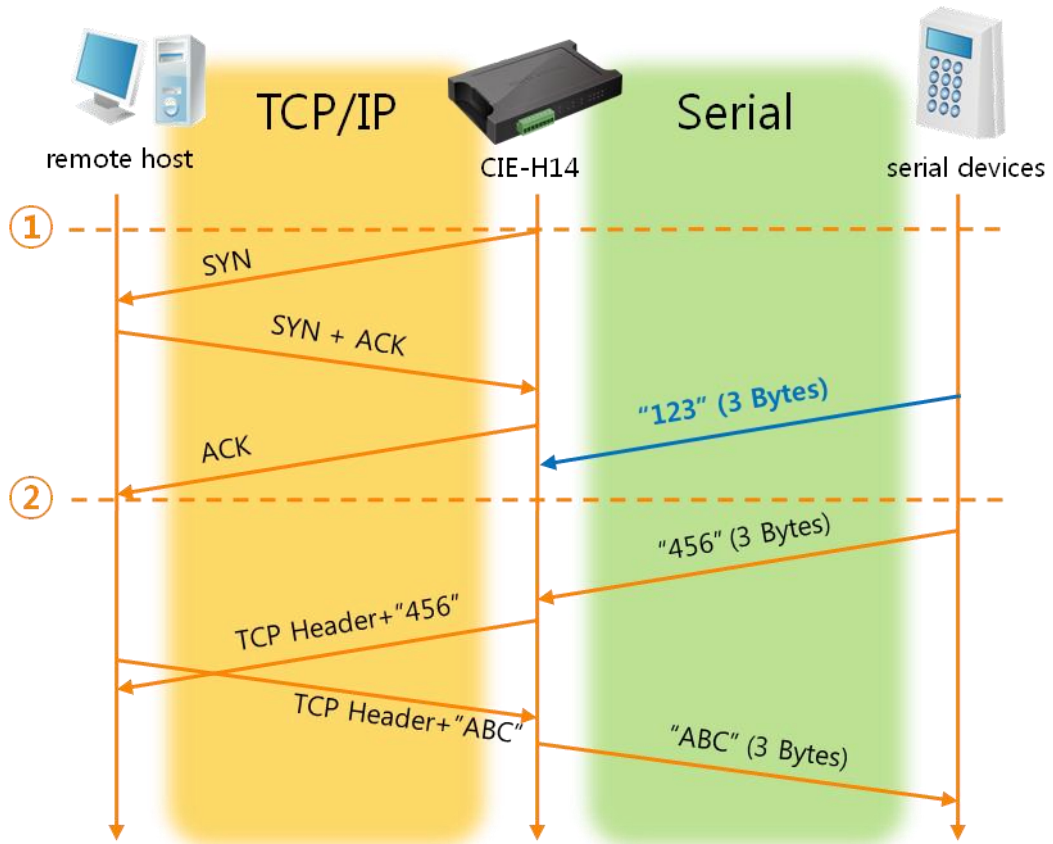 TCP/IP
Serial
remote host
CIE-H14
serial devices
①
SYN
SYN + ACK
“123” (3 Bytes)
ACK
②
“456” (3 Bytes)
TCP Header+“456”
TCP Header+“ABC”
“ABC” (3 Bytes)